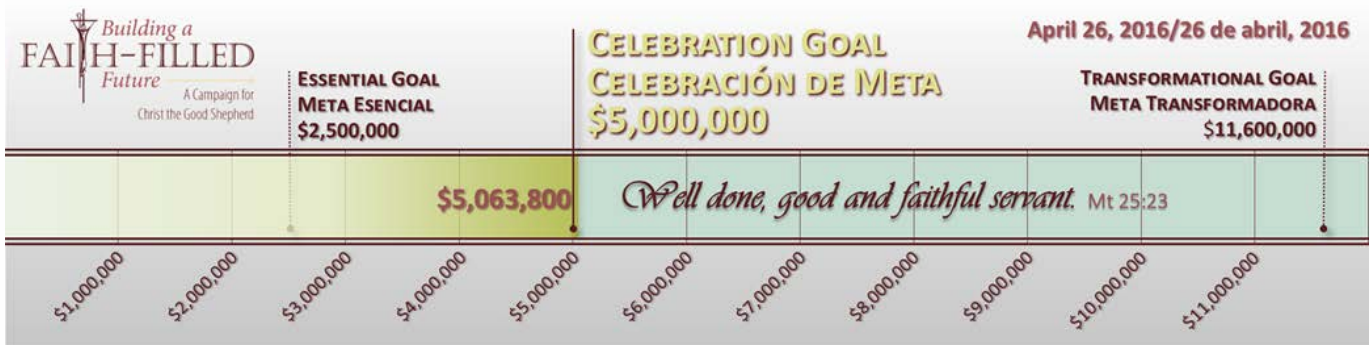 Building a
FAITH-FILLED
Future
A Campaign for
Christ the Good Shepherd
ESSENTIAL GOAL
META ESENCIAL
$2,500,000
CELEBRATION GOAL
CELEBRACIÓN DE META
$5,000,000
April 26, 2016/26 de abril, 2016
TRANSFORMATIONAL GOAL
META TRANSFORMADORA
$11,600,000
$5,063,800
Well done, good and faithful servant. Mt 25:23
$1,000,000
$2,000,000
$3,000,000
$4,000,000
$5,000,000
$6,000,000
$7,000,000
$8,000,000
$9,000,000
$10,000,000
$11,000,000